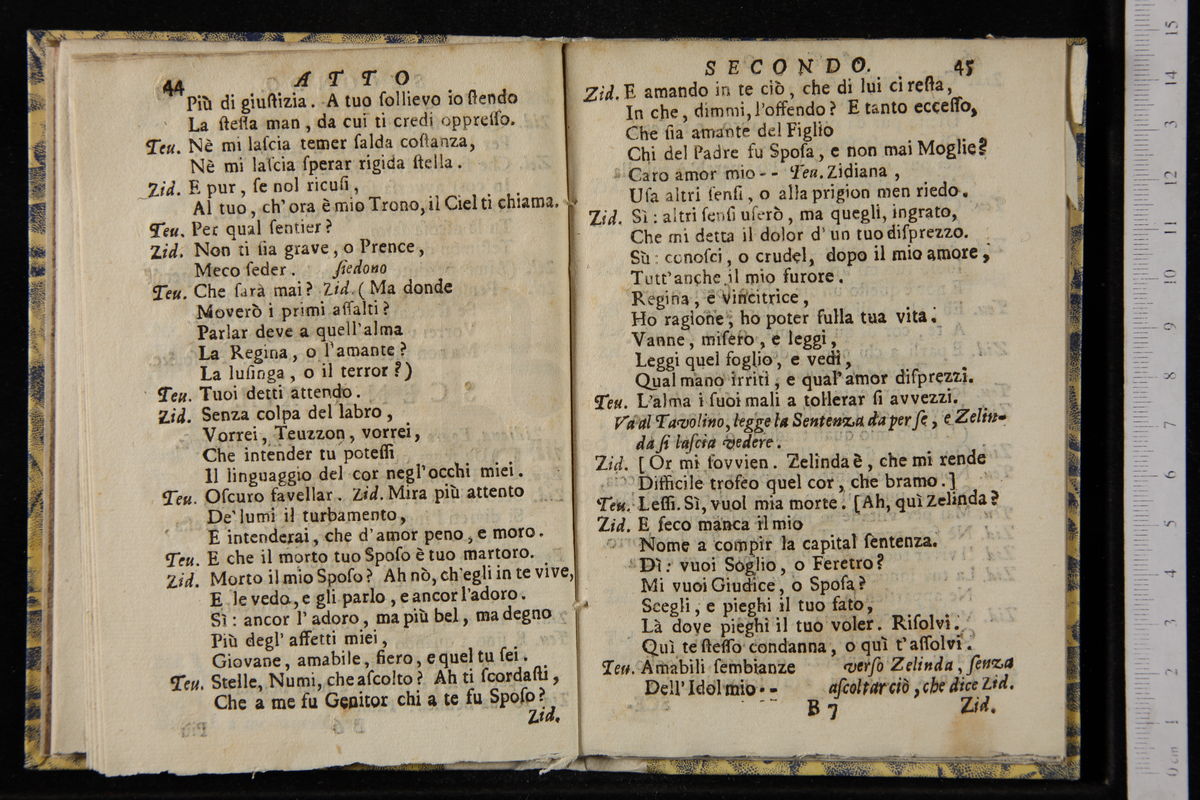 44 ATTO
Più di giuſtizia. A tuo ſollievo io ſtendo
La ſteſſa man, da cui ti credi oppreſſo.
Teu. Nè mi laſcia temer ſalda coſtanza,
Nè mi laſcia ſperar rigida ſtella.
Zid. E pur, ſe nol ricuſi,
Al tuo, ch'ora è mio Trono, il Ciel ti chiama.
Teu. Per qual ſentier?
Zid. Non ti ſia grave, o Prence,
Meco ſeder. ſiedono
Teu. Che ſarà mai? Zid. (Ma donde
Moverò i primi aſſalti?
Parlar deve a quell'alma
La Regina, o l'amante?
La luſinga, o il terror?)
Teu. Tuoi detti attendo.
Zid. Senza colpa del labro,
Vorrei, Teuzzon, vorrei,
Che intender tu poteſſi
Il linguaggio del cor negl'occhi miei.
Teu. Oſcuro favellar. Zid. Mira più attento
De'lumi il turbamento,
E intenderai, che d'amor peno, e moro.
Teu. E che il morto tuo Spoſo è tuo martoro.
Zid. Morto il mio Spoſo? Ah nò, ch'egli in te vive,
E le vedo, e gli parlo, e ancor l'adoro.
Sì: ancor l'adoro, ma più bel, ma degno
Più degl'affetti miei,
Giovane, amabile, fiero, e quel tu ſei.
Teu. Stelle, Numi, che aſcolto? Ah ti ſcordaſti,
Che a me fu Genitor chi a te fu Spoſo?
Zid.
SECONDO. 45
Zid. E amando in te ciò, che di lui ci reſta,
In che, dimmi, l'offendo? E tanto ecceſſo,
Che ſia amante del Figlio
Chi del Padre fu Spoſa, e non mai Moglie?
Caro amor mio-- Teu. Zidiana,
Uſa altri ſenſi, o alla prigion men riedo.
Zid. Sì: altri ſenſi uſerò, ma quegli, ingrato,
Che mi detta il dolor d'un tuo diſprezzo.
Sù: conoſci, o crudel, dopo il mio amore,
Tutt'anche il mio furore.
Regina, e Vincitrice,
Ho ragione, ho poter ſulla tua vita.
Vanne, miſero, e leggi,
Leggi quel foglio, e vedi,
Qual mano irriti, e qual'amor diſprezzi.
Teu. L'alma i ſuoi mali a tollerar ſi avvezzi.
Va al Tavolino, legge la Sentenza da per ſe, e Zelin-
da ſi laſcia vedere.
Zid. [Or mi ſovvien. Zelinda è, che mi rende
Difficile trofeo quel cor, che bramo.]
Teu. Leſſi. Sì, vuol mia morte. [Ah, quì Zelinda?
Zid. E ſeco manca il mio
Nome a compir la capital ſentenza.
Dì: vuoi Soglio, o Feretro?
Mi vuoi Giudice, o Spoſa?
Scegli, e pieghi il tuo fato,
Là dove pieghi il tuo voler. Riſolvi.
Quì te ſteſſo condanna, o quì t'aſſolvi.
Teu. Amabili ſembianze verſo Zelinda, ſenza
Dell'Idol mio-- aſcoltar ciò, che dice Zid.
B 7 Zid.